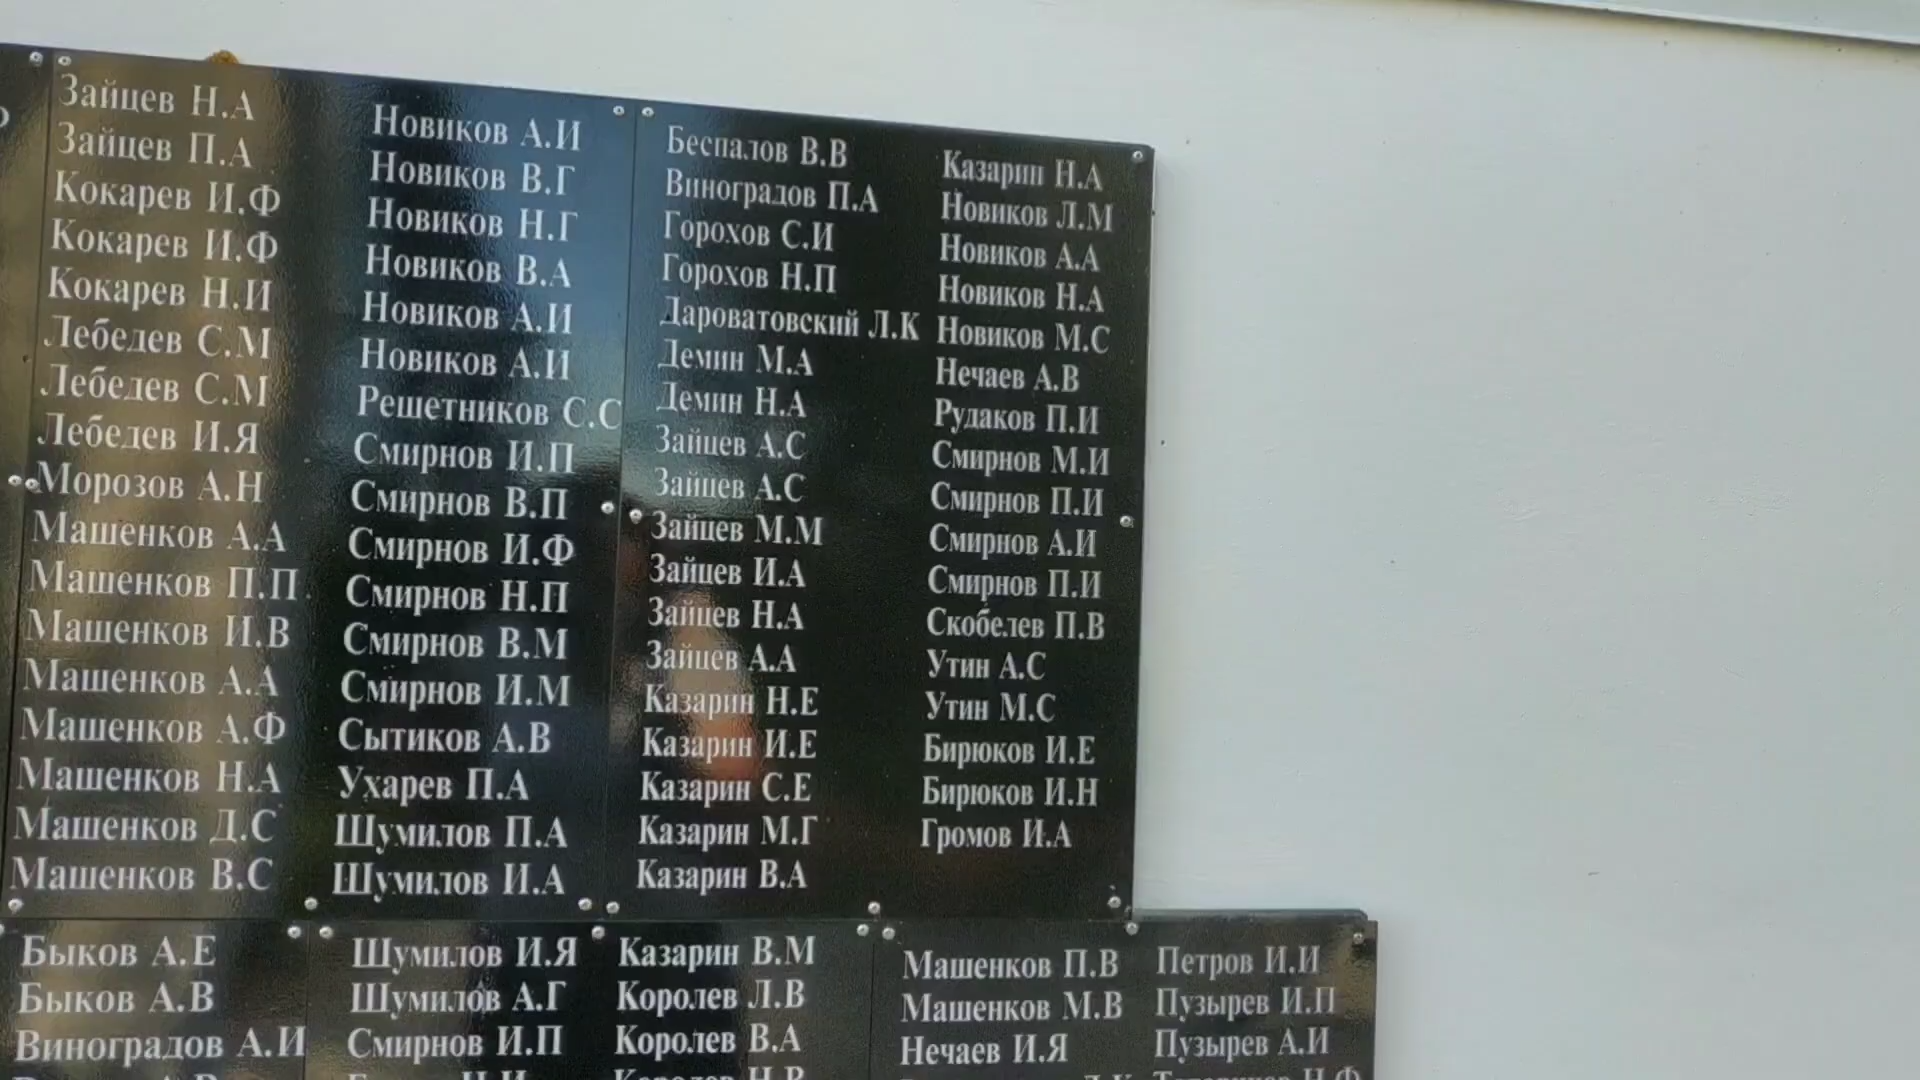 Зайцев Н.А
Зайцев П.А
Кокарев И.Ф
Кокарев И.Ф
Кокарев Н.И
Лебедев С.М
Лебедев С.М
Лебедев И.Я
Морозов А.Н
Машенков А.А
Машенков П.П.
Машенков И.В
Машенков А.А
Машенков А.Ф
Машенков Н.А
Машенков Д.С
Машенков В.С
Новиков А.И
Новиков В.Г
Новиков Н.Г
Новиков В.А
Новиков А.И
Новиков А.И
Решетников С.С
Смирнов И.П
Смирнов В.П
Смирнов И.Ф
Смирнов Н.П
Смирнов В.М
Смирнов И.М
Сытиков А.В
Ухарев П.А
Шумилов П.А
Шумилов И.А
Беспалов В.В
Виноградов П.А
Горохов С.И
Горохов Н.П
Дароватовский Л.К
Демин М.А
Демин Н.А
Зайцев А.С
Зайцев А.С
Зайцев М.М
Зайцев И.А
Зайцев Н.А
Зайцев А.А
Казарин Н.Е
Казарин И.Е
Казарин С.Е
Казарин М.Г
Казарин В.А
Казарин Н.А
Новиков Л.М
Новиков А.А
Новиков Н.А
Новиков М.С
Нечаев А.В
Рудаков П.И
Смирнов М.И
Смирнов П.И
Смирнов А.И
Смирнов П.И
Скобелев П.В
Утин А.С
Утин М.С
Бирюков И.Е
Бирюков И.Н
Громов И.А
Быков А.Е
Быков А.В
Виноградов А.И
Шумилов И.Я
Шумилов А.Г
Смирнов И.П
Казарин В.М
Королев Л.В
Королев В.А
Королев Н.В
Машенков П.В
Машенков М.В
Нечаев И.Я
Петров И.И
Пузырев И.П
Пузырев А.И